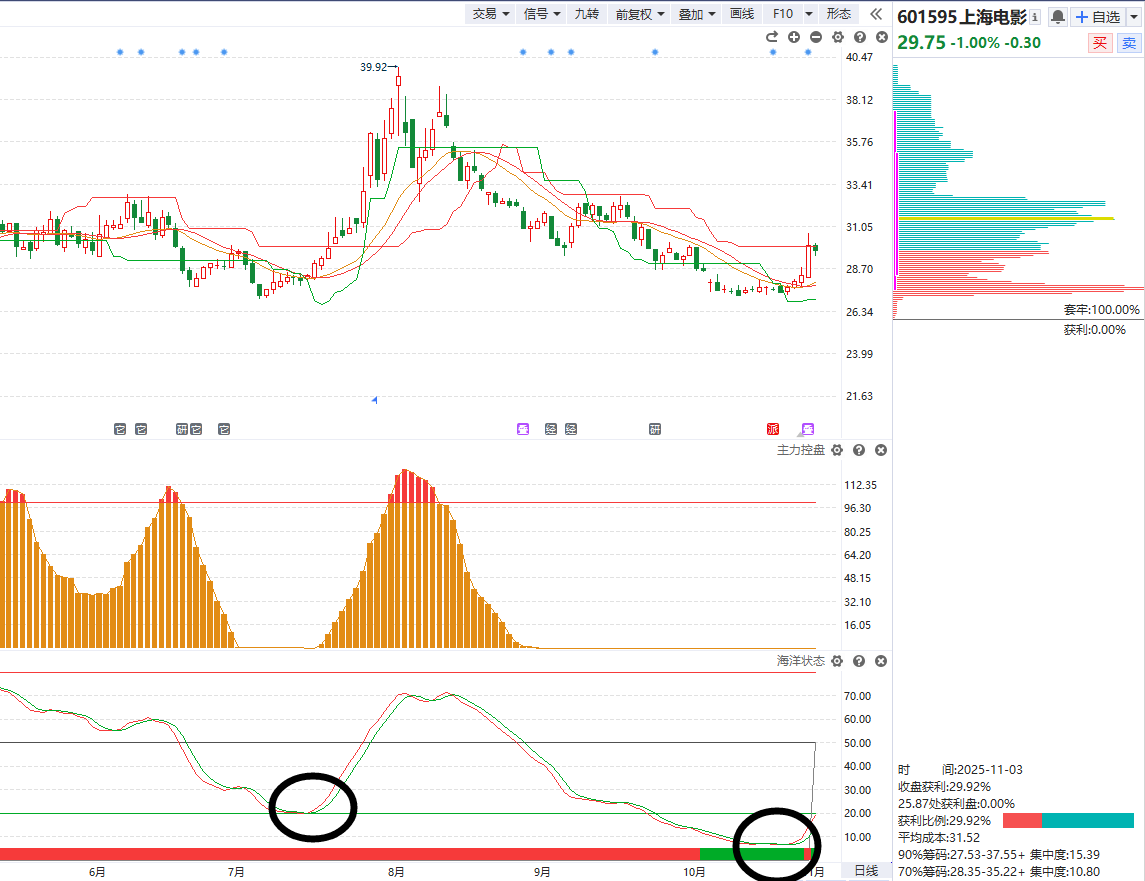 交易 信号 九转 前复权 叠加 画线 F10 形态
601595 上海电影 自选
29.75 -1.00% -0.30 买 卖
40.47
39.92
38.12
35.76
33.41
31.05
28.70
26.34
23.99
21.63
套牢:100.00%
获利:0.00%
研 经 经 研 派
主力控盘
112.35
96.30
80.25
64.20
48.15
32.10
16.05
海洋状态
70.00
60.00
50.00
40.00
30.00
20.00
10.00
6月 7月 8月 9月 10月 月 日线
时 间:2025-11-03
收盘获利:29.92%
25.87处获利盘:0.00%
获利比例:29.92%
平均成本:31.52
90%筹码:27.53-37.55+ 集中度:15.39
70%筹码:28.35-35.22+ 集中度:10.80